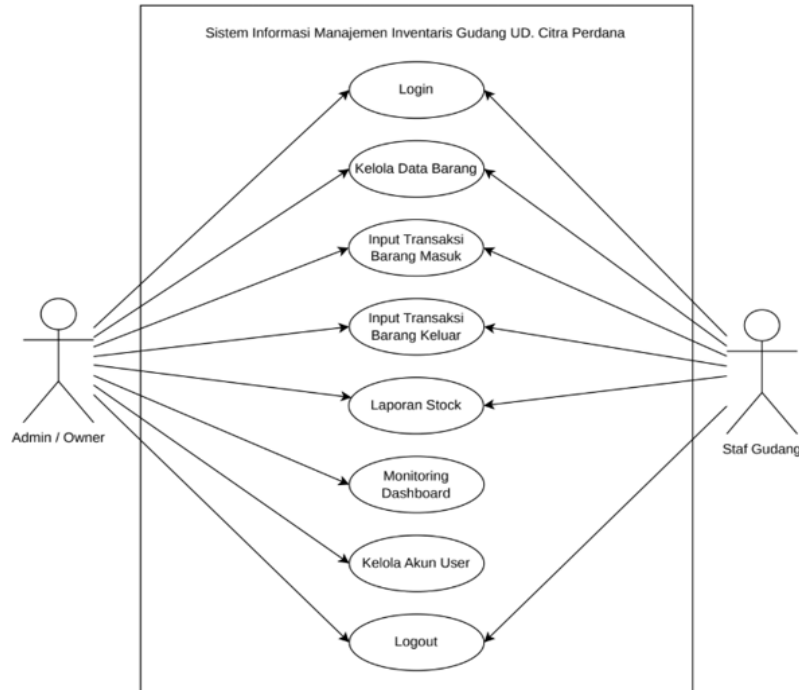 Sistem Informasi Manajemen Inventaris Gudang UD. Citra Perdana
Login
Kelola Data Barang
Input Transaksi
Barang Masuk
Input Transaksi
Barang Keluar
Laporan Stock
Admin / Owner
Staf Gudang
Monitoring
Dashboard
Kelola Akun User
Logout